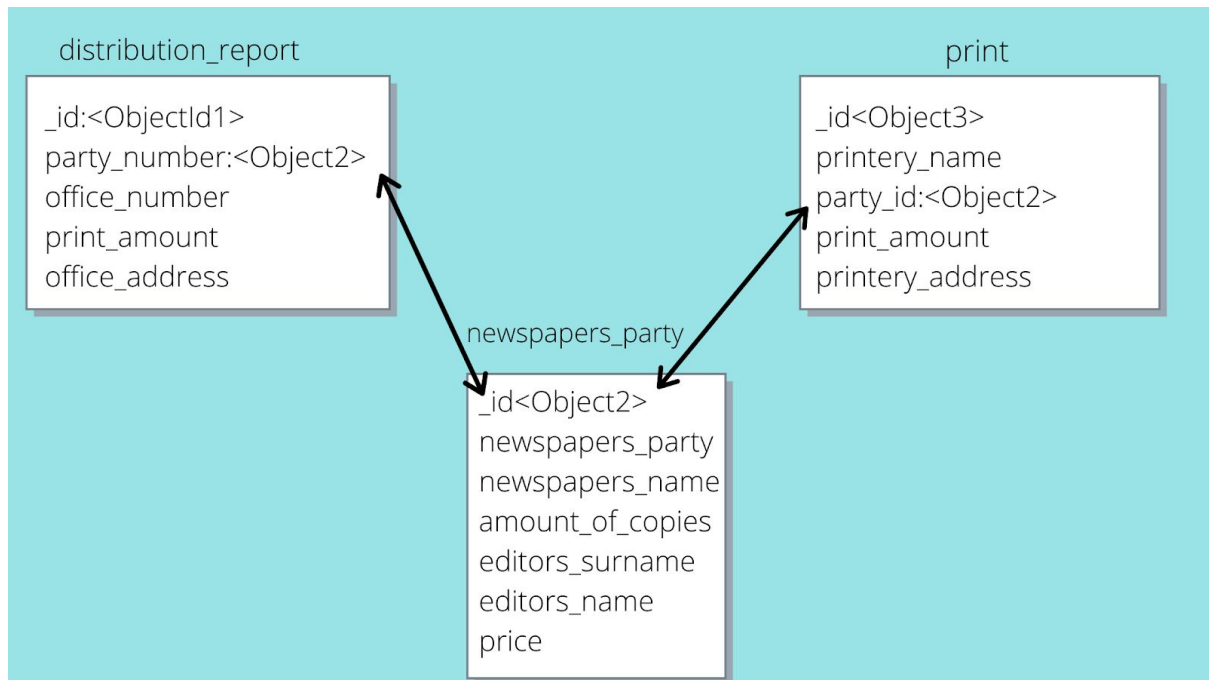 distribution_report
_id:<ObjectId1>
party_number:<Object2>
office_number
print_amount
office_address
print
_id<Object3>
printery_name
party_id:<Object2>
print_amount
printery_address
newspapers_party
_id<Object2>
newspapers_party
newspapers_name
amount_of_copies
editors_surname
editors_name
price